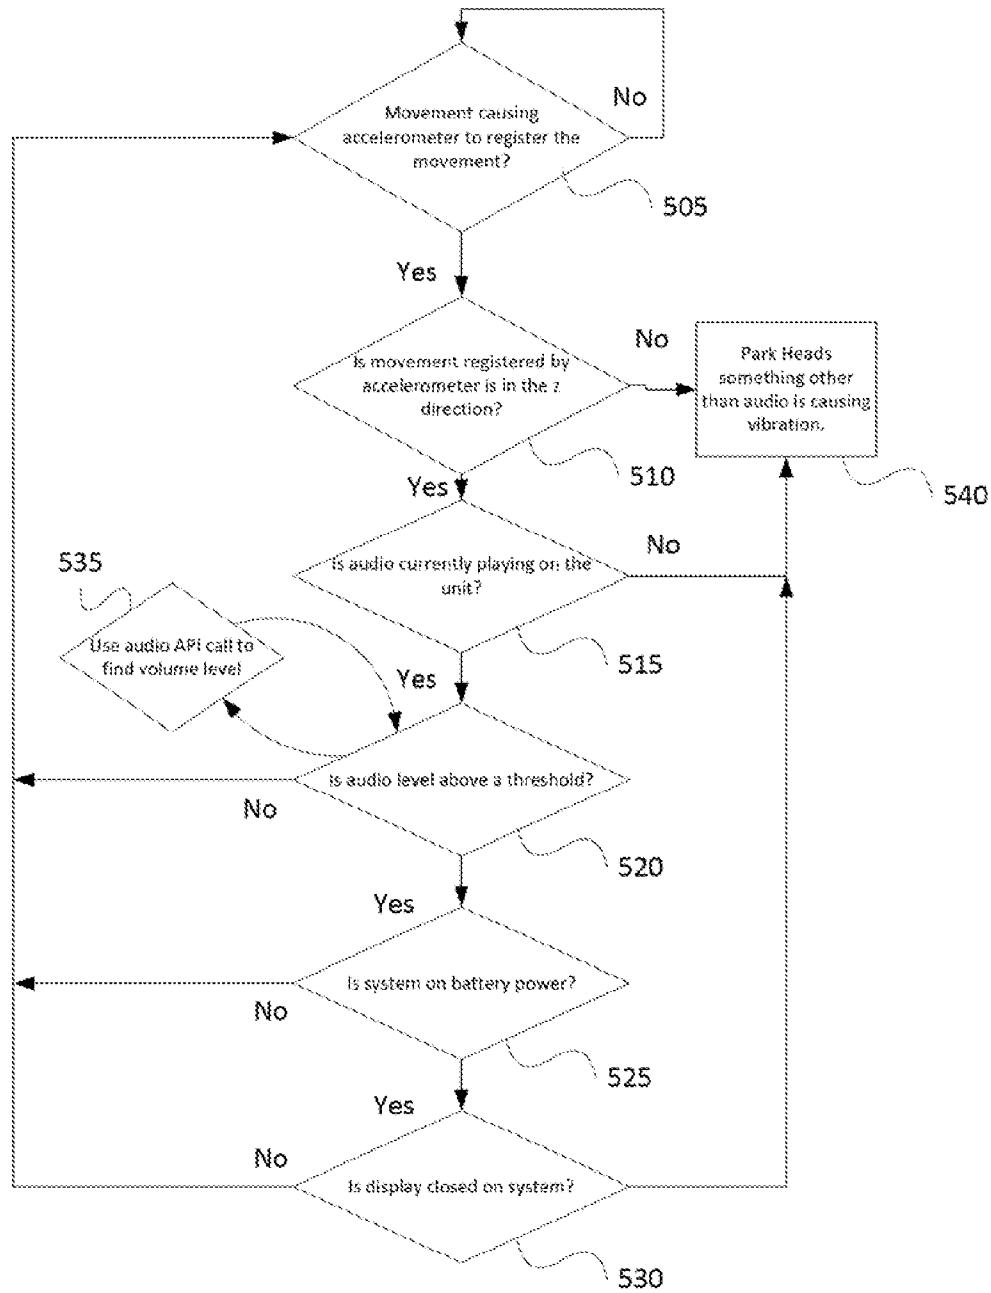 No
Movement causing
accelerometer to register the
movement?
505
Yes
No
Is movement registered by
accelerometer is in the z
direction?
Park Heads
something other
than audio is causing
vibration.
510
540
Yes
No
Is audio currently playing on the
unit?
535
515
Use audio API call to
find volume level
Yes
Is audio level above a threshold?
No
520
Yes
Is system on battery power?
No
525
Yes
No
Is display closed on system?
530